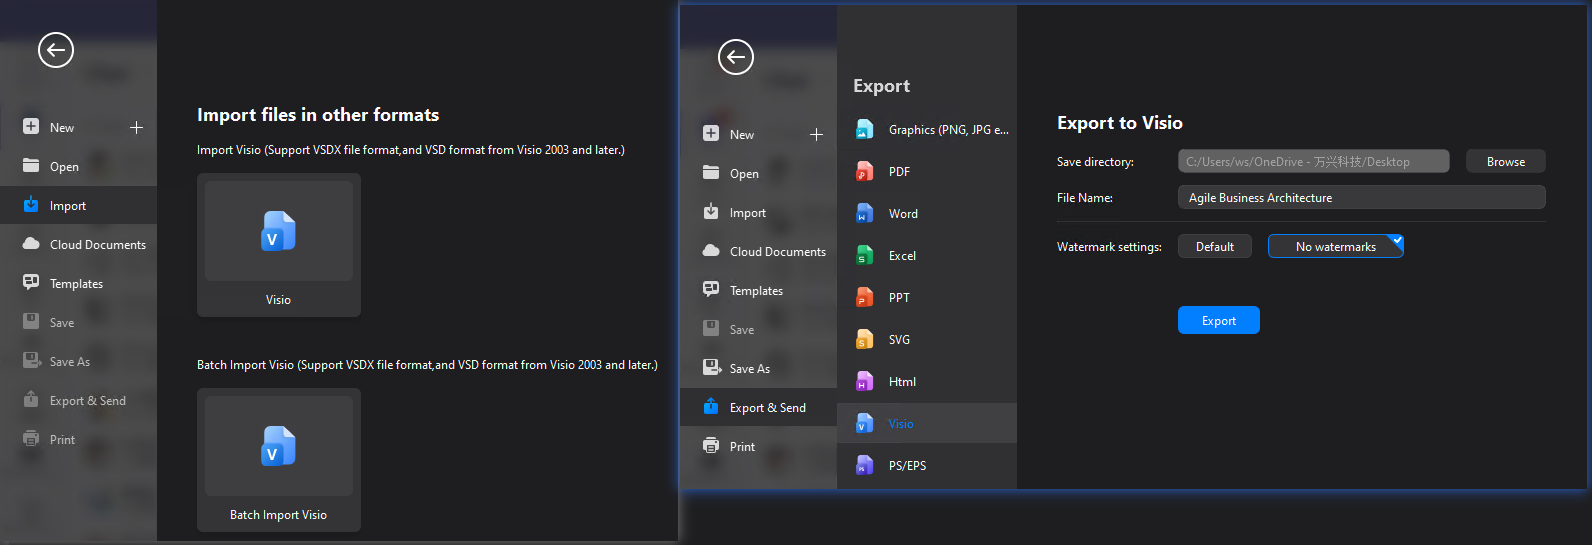 New
Open
Import
Cloud Documents
Templates
Save
Save As
Export & Send
Print
Import files in other formats
Import Visio (Support VSDX file format,and VSD format from Visio 2003 and later.)
V
Visio
Batch Import Visio (Support VSDX file format,and VSD format from Visio 2003 and later.)
V
Batch Import Visio
New
Open
Import
Cloud Documents
Templates
Save
Save As
Export & Send
Print
Export
Graphics (PNG, JPG e...
PDF
W Word
S Excel
P PPT
S SVG
H Html
V Visio
PS PS/EPS
Export to Visio
Save directory: C:/Users/ws/OneDrive - 万兴科技/Desktop Browse
File Name: Agile Business Architecture
Watermark settings: Default No watermarks
Export